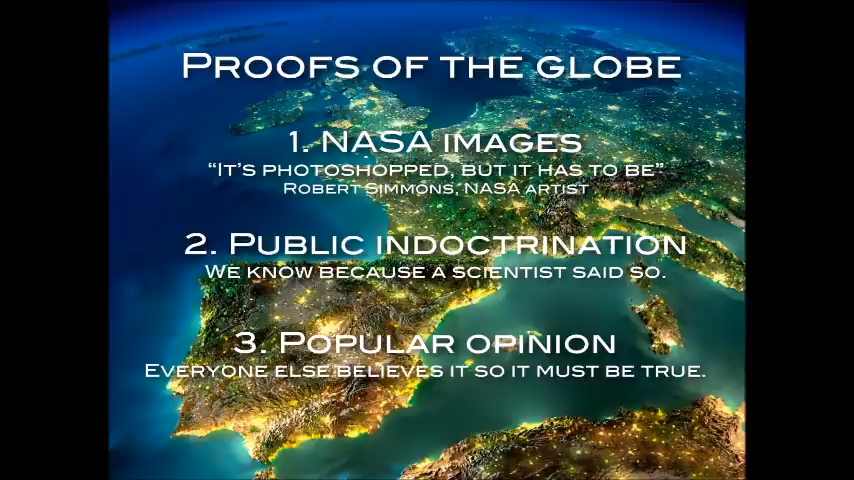 Proofs of the globe
1. NASA images
“It’s photoshopped, but it has to be”
Robert Simmons, NASA artist
2. Public indoctrination
We know because a scientist said so.
3. Popular opinion
Everyone else believes it so it must be true.